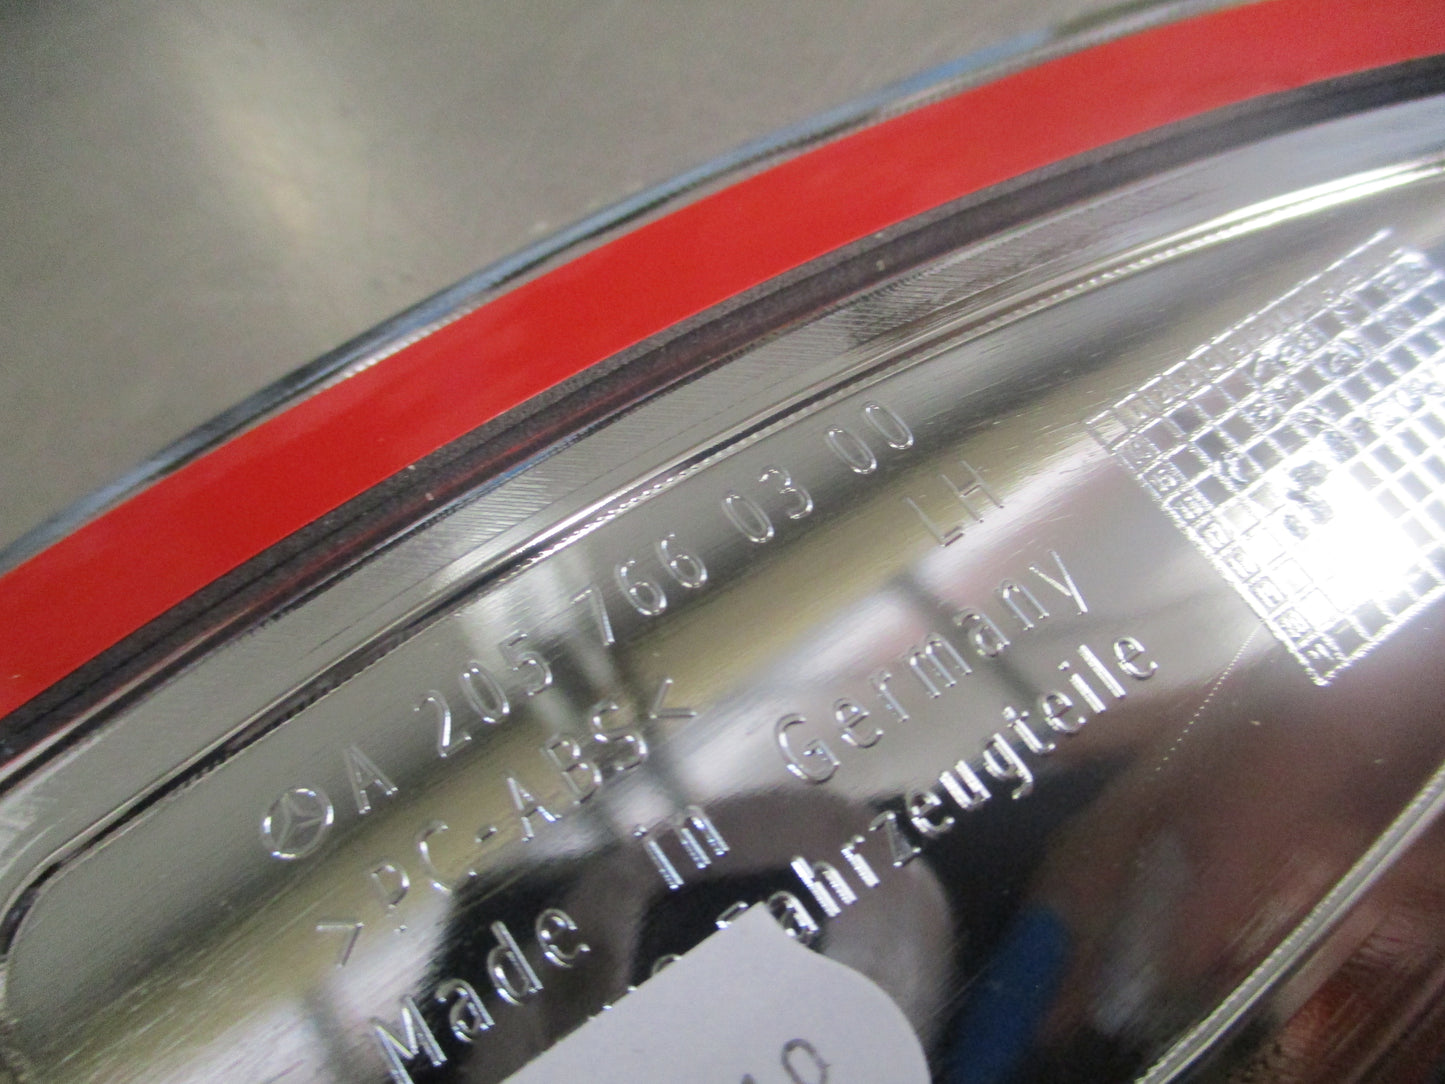 A 205 766 03 00
LH
>PC-ABS<
Made in Germany
Fahrzeugteile